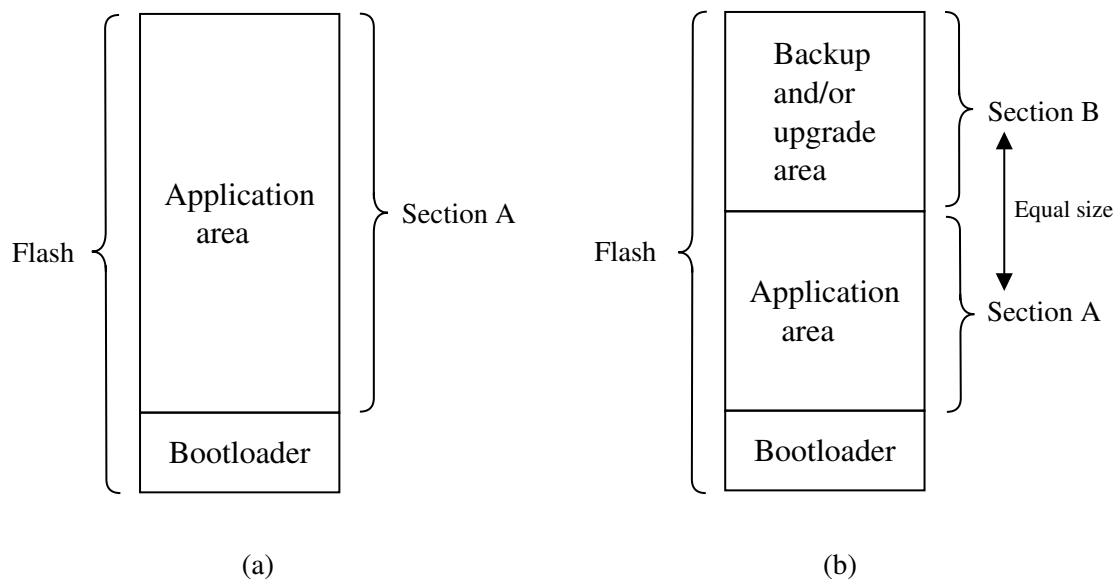 Application
area
Section A
Flash
Bootloader
(a)
Backup
and/or
upgrade
area
Section B
Equal size
Flash
Application
area
Section A
Bootloader
(b)